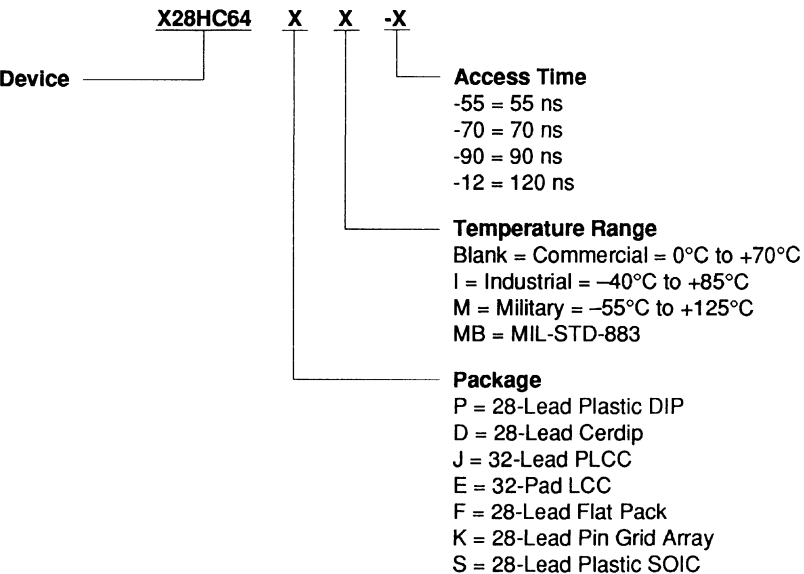 X28HC64 X X -X
Device
Access Time
-55 = 55 ns
-70 = 70 ns
-90 = 90 ns
-12 = 120 ns
Temperature Range
Blank = Commercial = 0°C to +70°C
I = Industrial = –40°C to +85°C
M = Military = –55°C to +125°C
MB = MIL-STD-883
Package
P = 28-Lead Plastic DIP
D = 28-Lead Cerdip
J = 32-Lead PLCC
E = 32-Pad LCC
F = 28-Lead Flat Pack
K = 28-Lead Pin Grid Array
S = 28-Lead Plastic SOIC